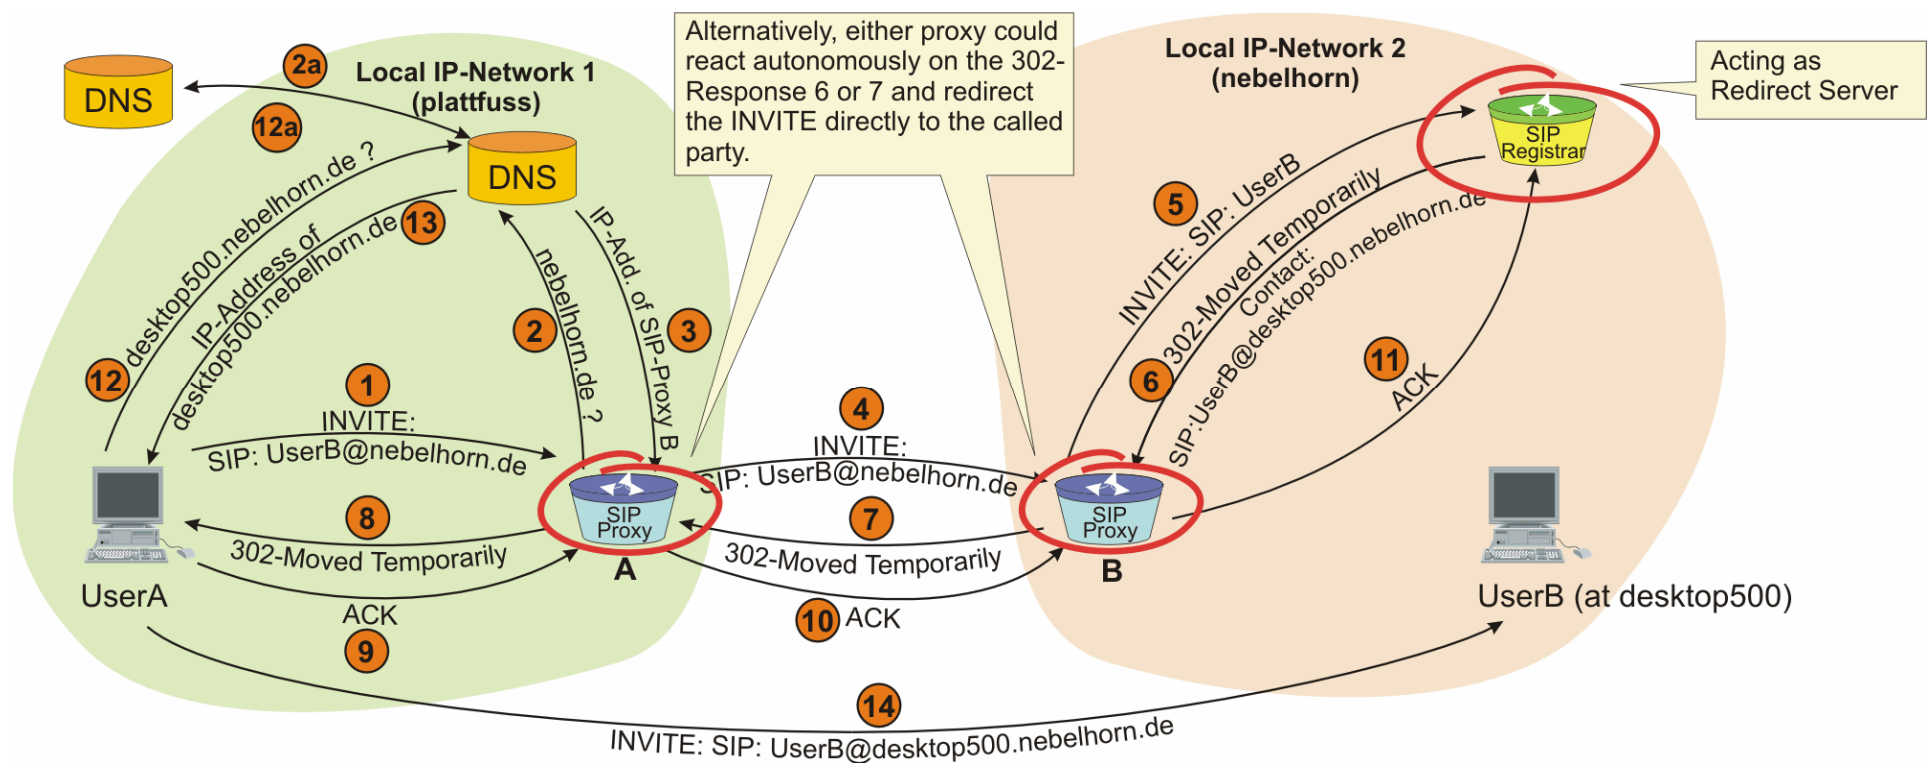 Alternatively, either proxy could
react autonomously on the 302-
Response 6 or 7 and redirect
the INVITE directly to the called
party.
Local IP-Network 2
(nebelhorn)
Acting as
Redirect Server
Local IP-Network 1
(plattfuss)
DNS
2a
12a
DNS
SIP
Registrar
desktop500.nebelhorn.de ?
12
IP-Address of
desktop500.nebelhorn.de
13
2
nebelhorn.de ?
IP-Add. of SIP-Proxy B
3
5
INVITE: SIP: UserB
302-Moved Temporarily
6
Contact:
SIP:UserB@desktop500.nebelhorn.de
11
ACK
1
INVITE:
SIP: UserB@nebelhorn.de
4
INVITE:
SIP: UserB@nebelhorn.de
SIP
Proxy
A
SIP
Proxy
B
8
302-Moved Temporarily
7
302-Moved Temporarily
UserA
UserB (at desktop500)
ACK
9
10
ACK
14
INVITE: SIP: UserB@desktop500.nebelhorn.de